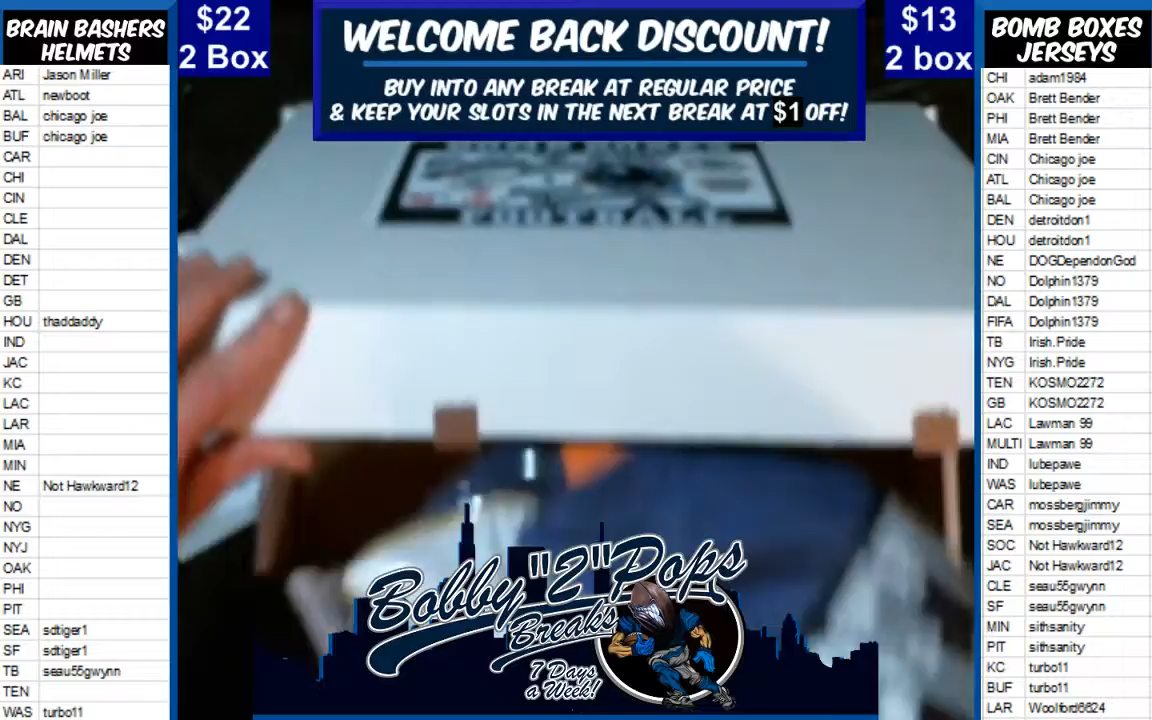 BRAIN BASHERS
HELMETS
ARI Jason Miller
ATL newboot
BAL chicago joe
BUF chicago joe
CAR
CHI
CIN
CLE
DAL
DEN
DET
GB
HOU thaddaddy
IND
JAC
KC
LAC
LAR
MIA
MIN
NE Not Hawkward12
NO
NYG
NYJ
OAK
PHI
PIT
SEA sdtiger1
SF sdtiger1
TB seau55gwynn
TEN
WAS turbo11
$22
2 Box
WELCOME BACK DISCOUNT!
BUY INTO ANY BREAK AT REGULAR PRICE
& KEEP YOUR SLOTS IN THE NEXT BREAK AT $1 OFF!
$13
2 box
FOOTBALL
Bobby "2" Pops
Breaks
7 Days
a Week!
BOMB BOXES
JERSEYS
CHI adam1984
OAK Brett Bender
PHI Brett Bender
MIA Brett Bender
CIN Chicago joe
ATL Chicago joe
BAL Chicago joe
DEN detroitdon1
HOU detroitdon1
NE DOGDependonGod
NO Dolphin1379
DAL Dolphin1379
FIFA Dolphin1379
TB Irish.Pride
NYG Irish.Pride
TEN KOSMO2272
GB KOSMO2272
LAC Lawman 99
MULTI Lawman 99
IND lubepawe
WAS lubepawe
CAR mossbergjimmy
SEA mossbergjimmy
SOC Not Hawkward12
JAC Not Hawkward12
CLE seau55gwynn
SF seau55gwynn
MIN sithsanity
PIT sithsanity
KC turbo11
BUF turbo11
LAR Woolford6624